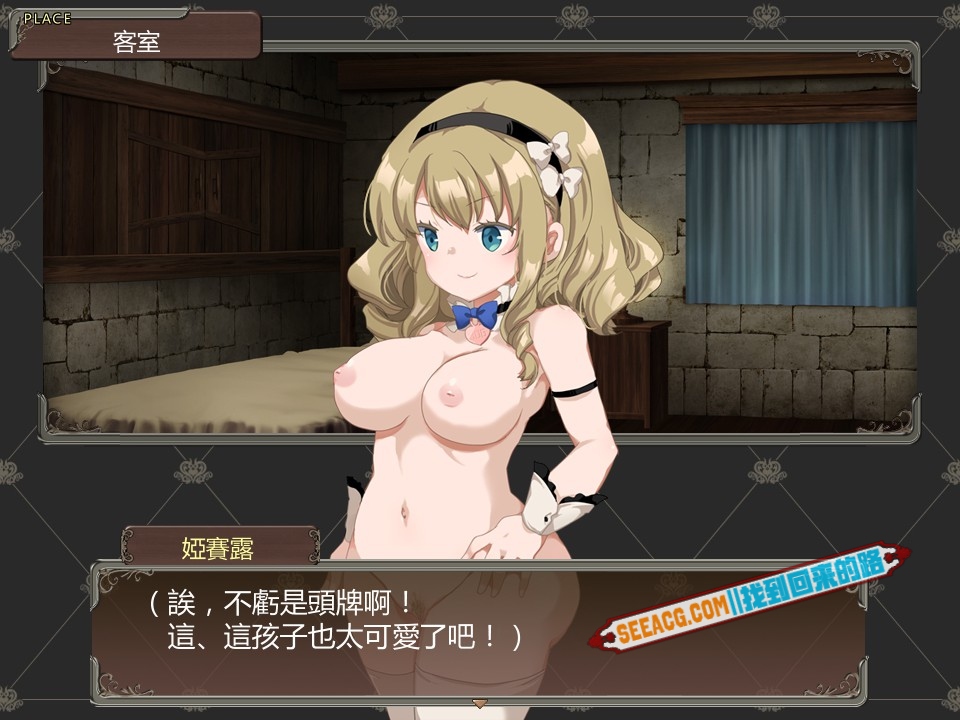 PLACE
客室
婭賽露
（誒，不虧是頭牌啊！
這、這孩子也太可愛了吧！）
SEEACG.COM||找到回来的路